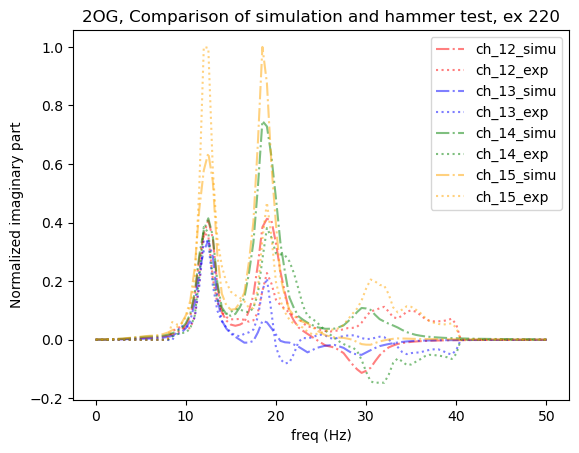 2OG, Comparison of simulation and hammer test, ex 220
Normalized imaginary part
1.0
0.8
0.6
0.4
0.2
0.0
−0.2
ch_12_simu
ch_12_exp
ch_13_simu
ch_13_exp
ch_14_simu
ch_14_exp
ch_15_simu
ch_15_exp
0 10 20 30 40 50
freq (Hz)